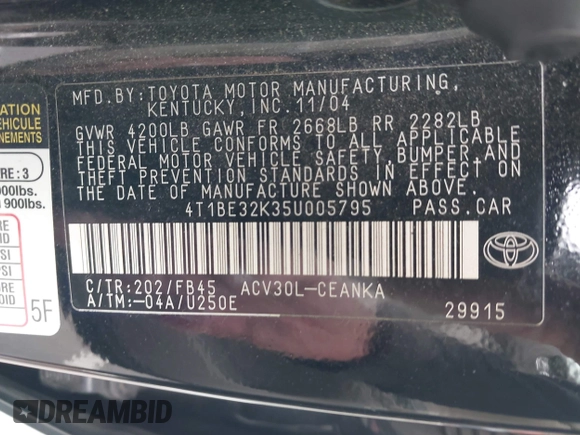 MFD.BY:TOYOTA MOTOR MANUFACTURING,
KENTUCKY, INC. 11/04
GVWR 4200LB GAWR FR 2668LB RR 2282LB
THIS VEHICLE CONFORMS TO ALL APPLICABLE
FEDERAL MOTOR VEHICLE SAFETY, BUMPER, AND
THEFT PREVENTION STANDARDS IN EFFECT ON
THE DATE OF MANUFACTURE SHOWN ABOVE.
4T1BE32K35U005795 PASS.CAR
C/TR:202/FB45 ACV30L-CEANKA
A/TM:-04A/U250E
29915
TOYOTA
5F
DREAMBID